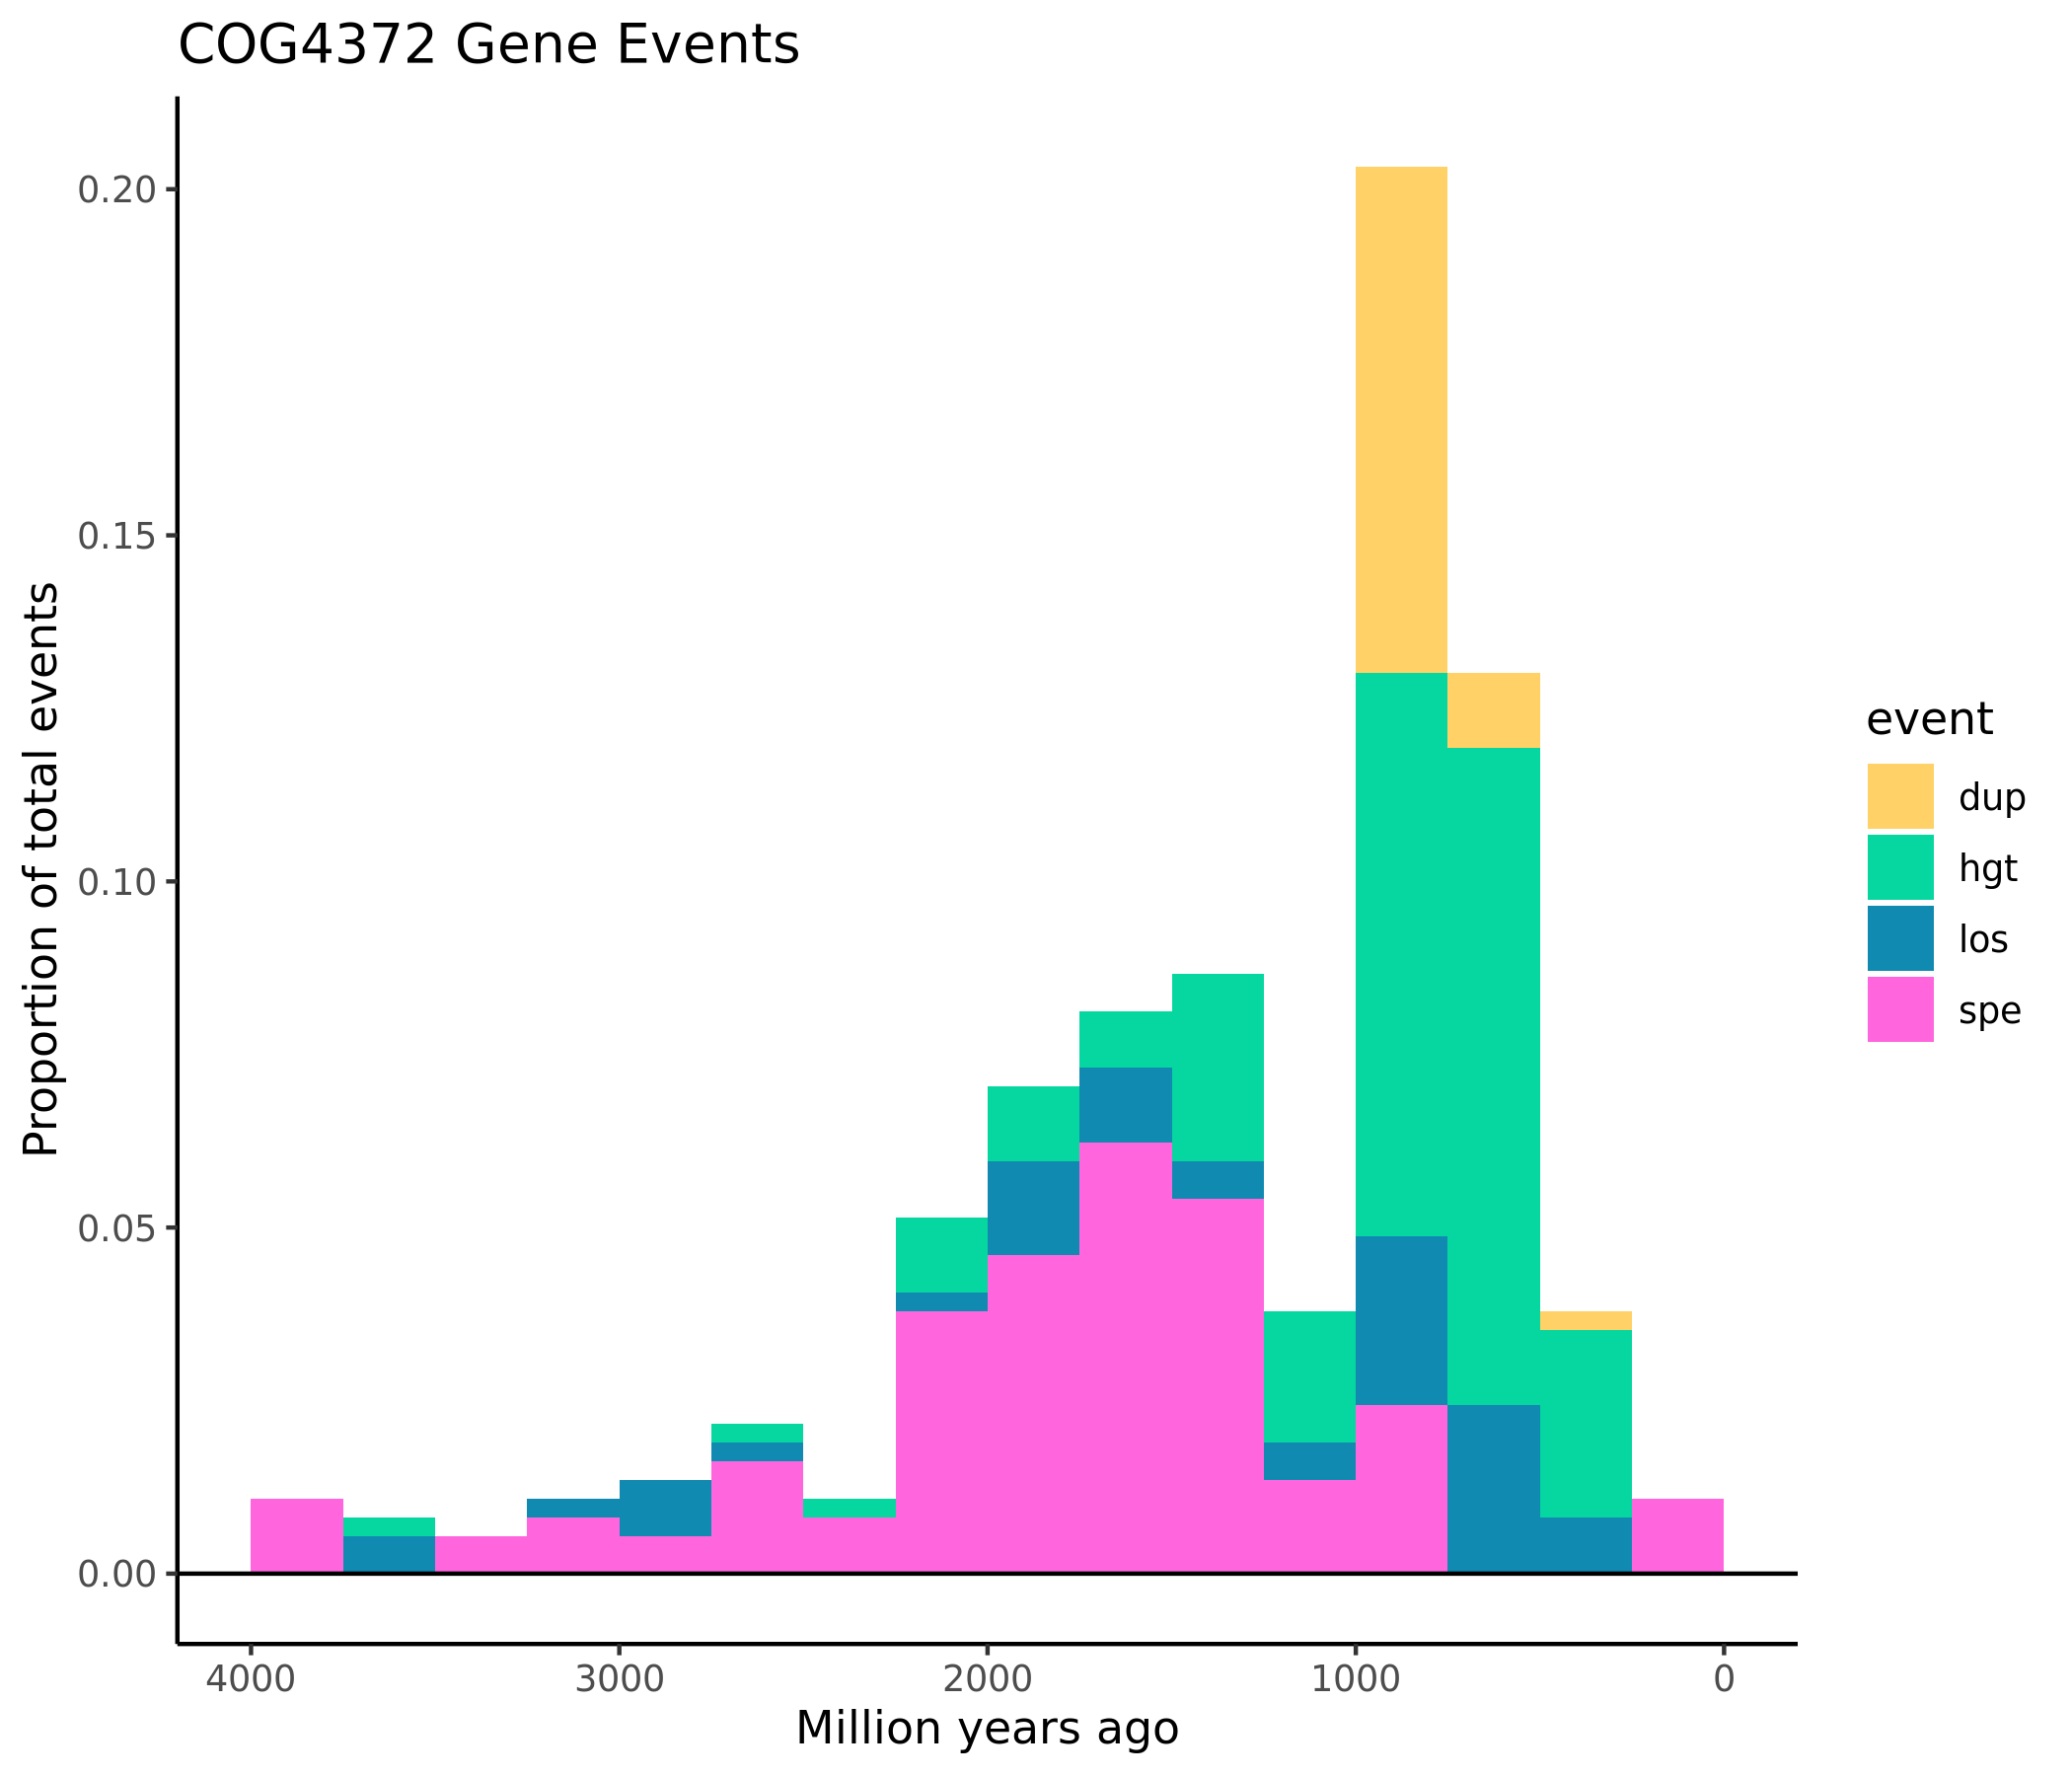 COG4372 Gene Events
Proportion of total events
0.20
0.15
0.10
0.05
0.00
4000 3000 2000 1000 0
Million years ago
event
dup
hgt
los
spe